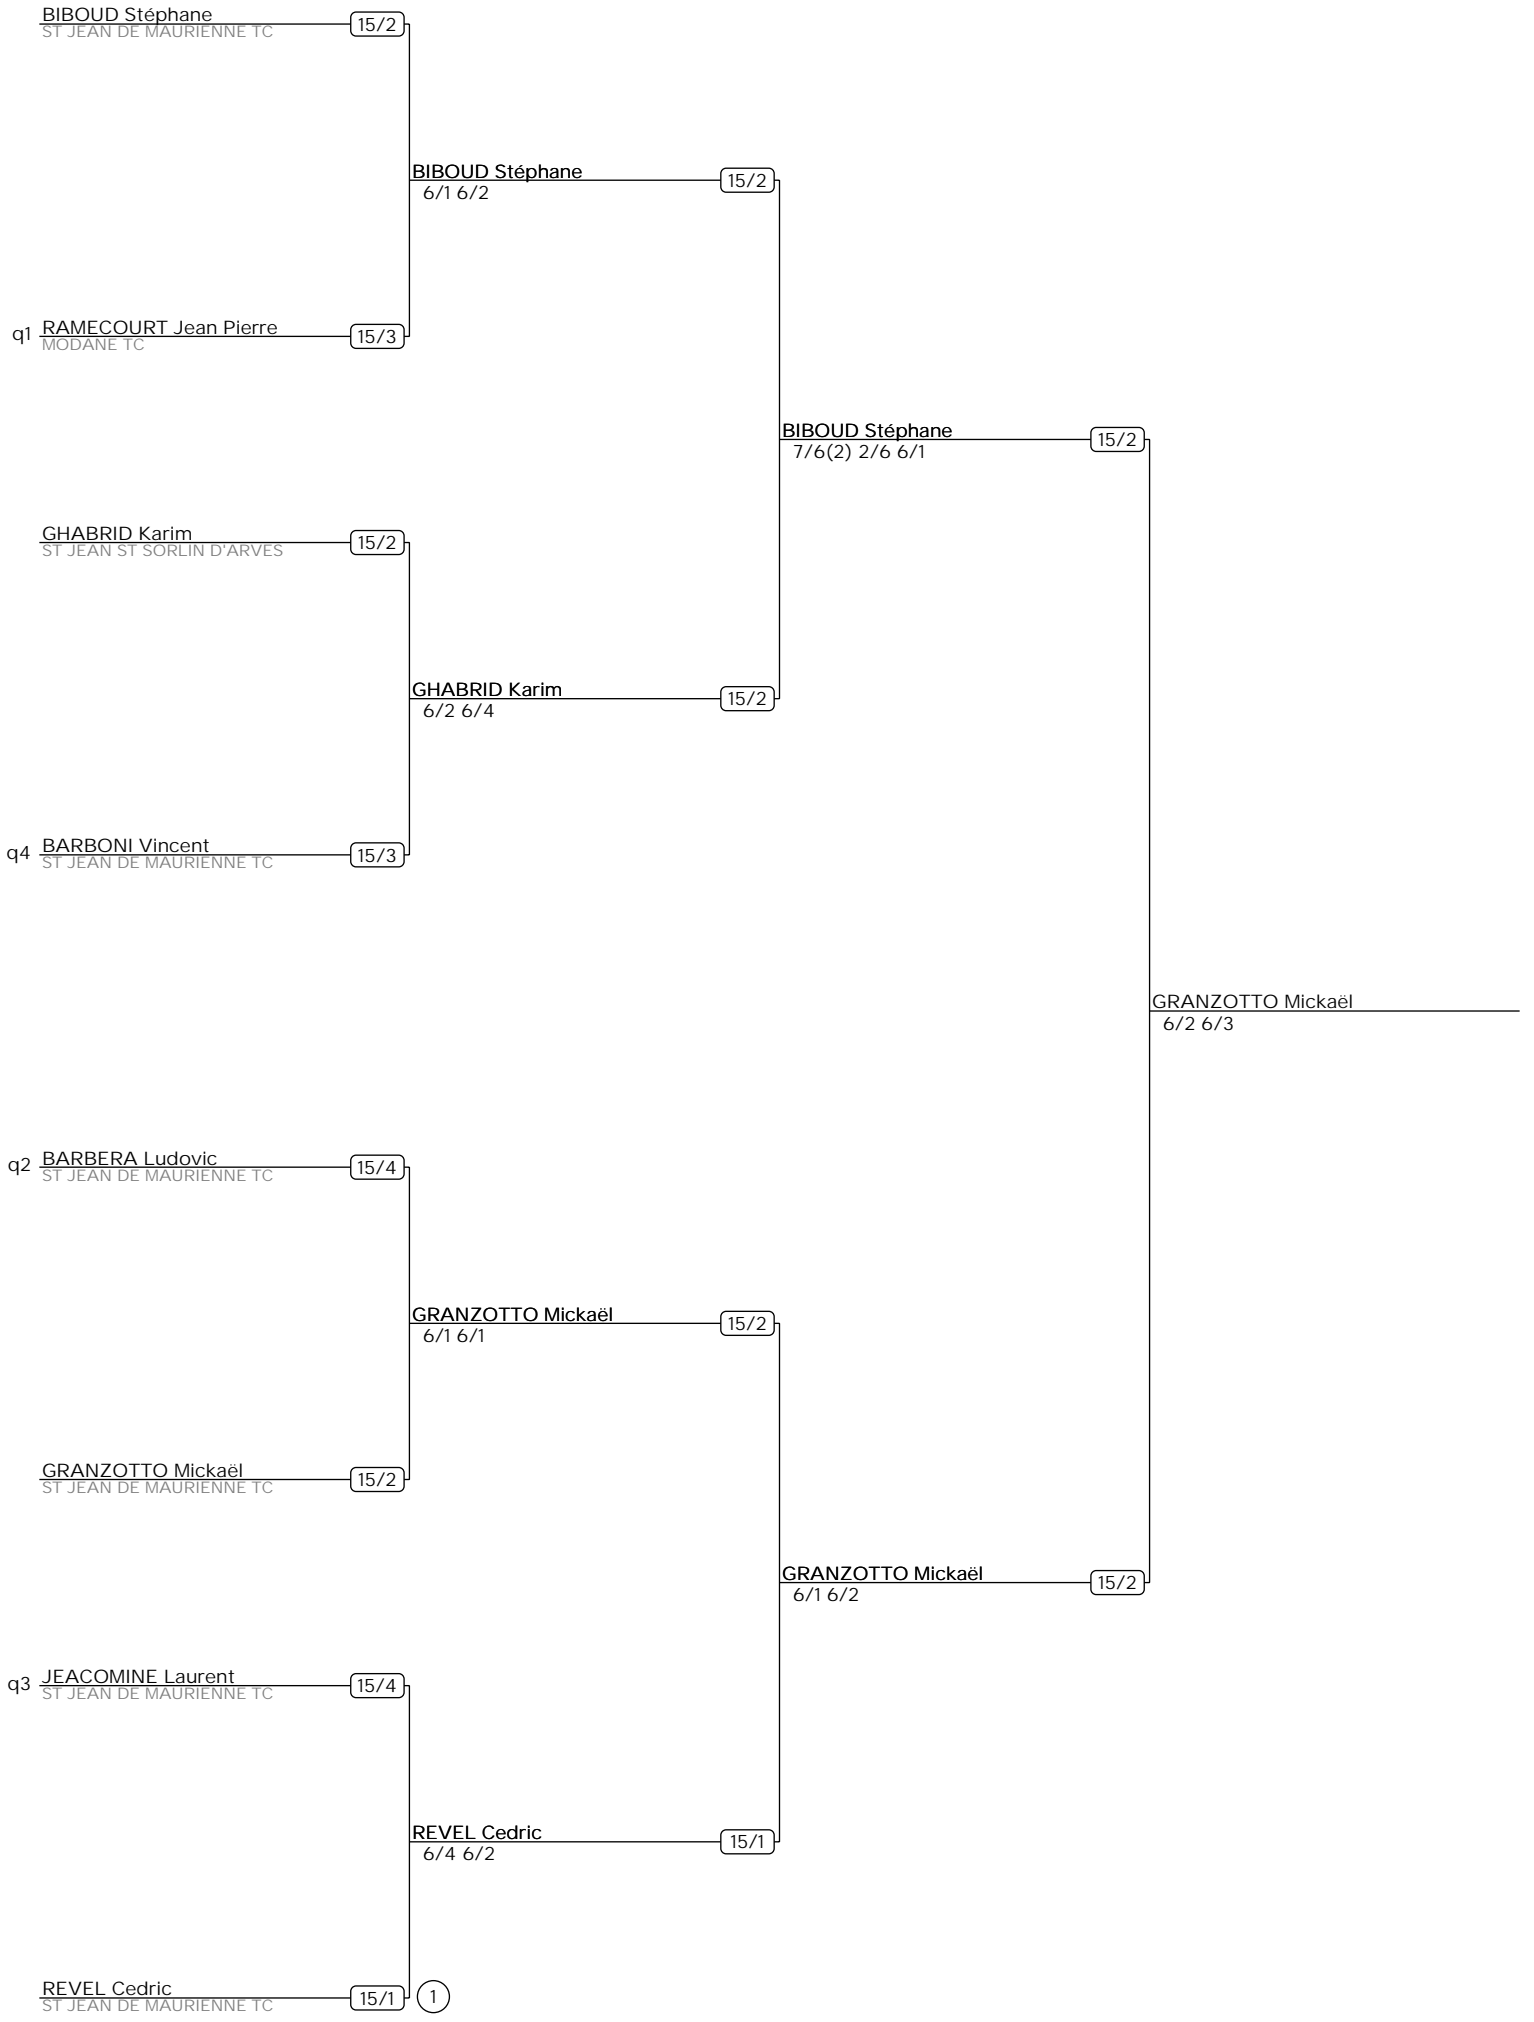 BIBOUD Stéphane
15/2
ST JEAN DE MAURIENNE TC
BIBOUD Stéphane
15/2
6/1 6/2
q1 RAMECOURT Jean Pierre
15/3
MODANE TC
BIBOUD Stéphane
15/2
7/6(2) 2/6 6/1
GHABRID Karim
15/2
ST JEAN ST SORLIN D'ARVES
GHABRID Karim
15/2
6/2 6/4
q4 BARBONI Vincent
15/3
ST JEAN DE MAURIENNE TC
GRANZOTTO Mickaël
6/2 6/3
q2 BARBERA Ludovic
15/4
ST JEAN DE MAURIENNE TC
GRANZOTTO Mickaël
15/2
6/1 6/1
GRANZOTTO Mickaël
15/2
ST JEAN DE MAURIENNE TC
GRANZOTTO Mickaël
15/2
6/1 6/2
q3 JEACOMINE Laurent
15/4
ST JEAN DE MAURIENNE TC
REVEL Cedric
15/1
6/4 6/2
REVEL Cedric
15/1
1
ST JEAN DE MAURIENNE TC